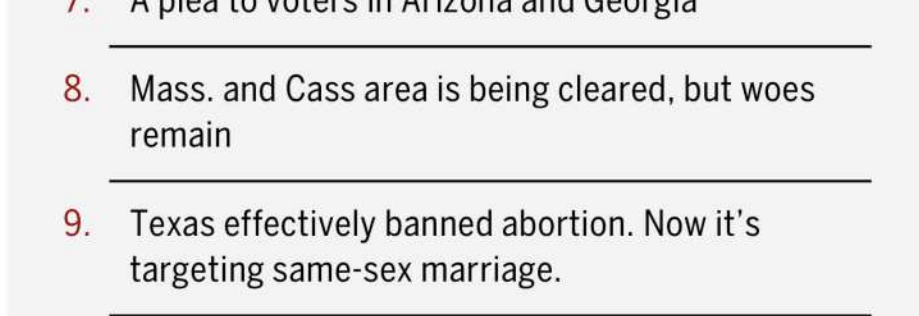 7. A plea to voters in Arizona and Georgia
8. Mass. and Cass area is being cleared, but woes
remain
9. Texas effectively banned abortion. Now it's
targeting same-sex marriage.